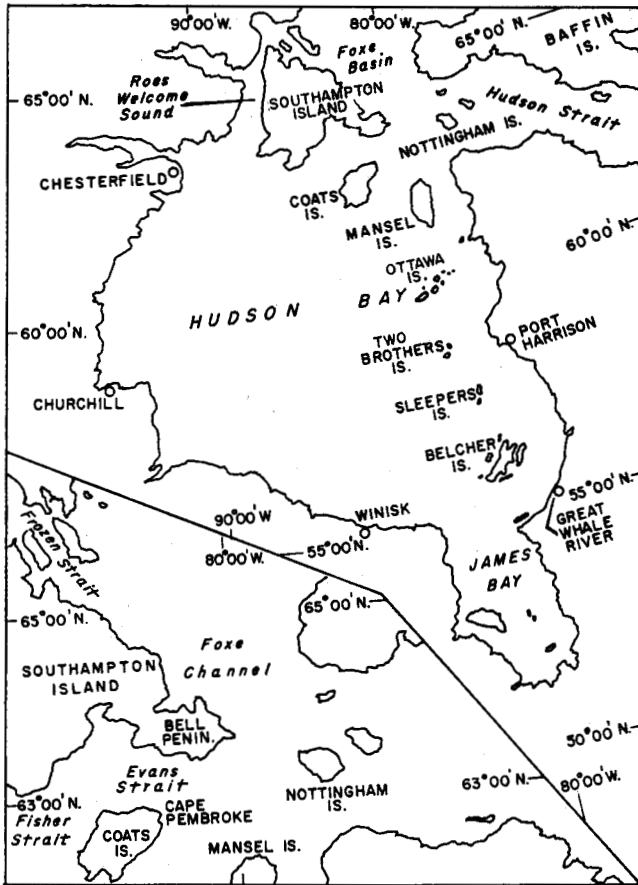 90°00'W.
80°00'W.
65°00'N.
BAFFIN
IS.
Foxe
Basin
Roes
Welcome
Sound
65°00'N.
SOUTHAMPTON
ISLAND
Hudson Strait
NOTTINGHAM IS.
CHESTERFIELD
COATS
IS.
MANSEL
IS.
60°00'N.
OTTAWA
IS.
HUDSON BAY
60°00'N.
TWO
BROTHERS
IS.
PORT
HARRISON
CHURCHILL
SLEEPERS
IS.
BELCHER
IS.
55°00'N.
GREAT
WHALE
RIVER
WINISK
90°00'W
80°00'W.
55°00'N.
JAMES
BAY
Frozen Strait
65°00'N.
65°00'N.
Foxe
Channel
SOUTHAMPTON
ISLAND
BELL
PENIN.
50°00'N.
Evans
Strait
NOTTINGHAM
IS.
63°00'N.
80°00'W.
63°00'N.
CAPE
PEMBROKE
Fisher
Strait
COATS
IS.
MANSEL IS.